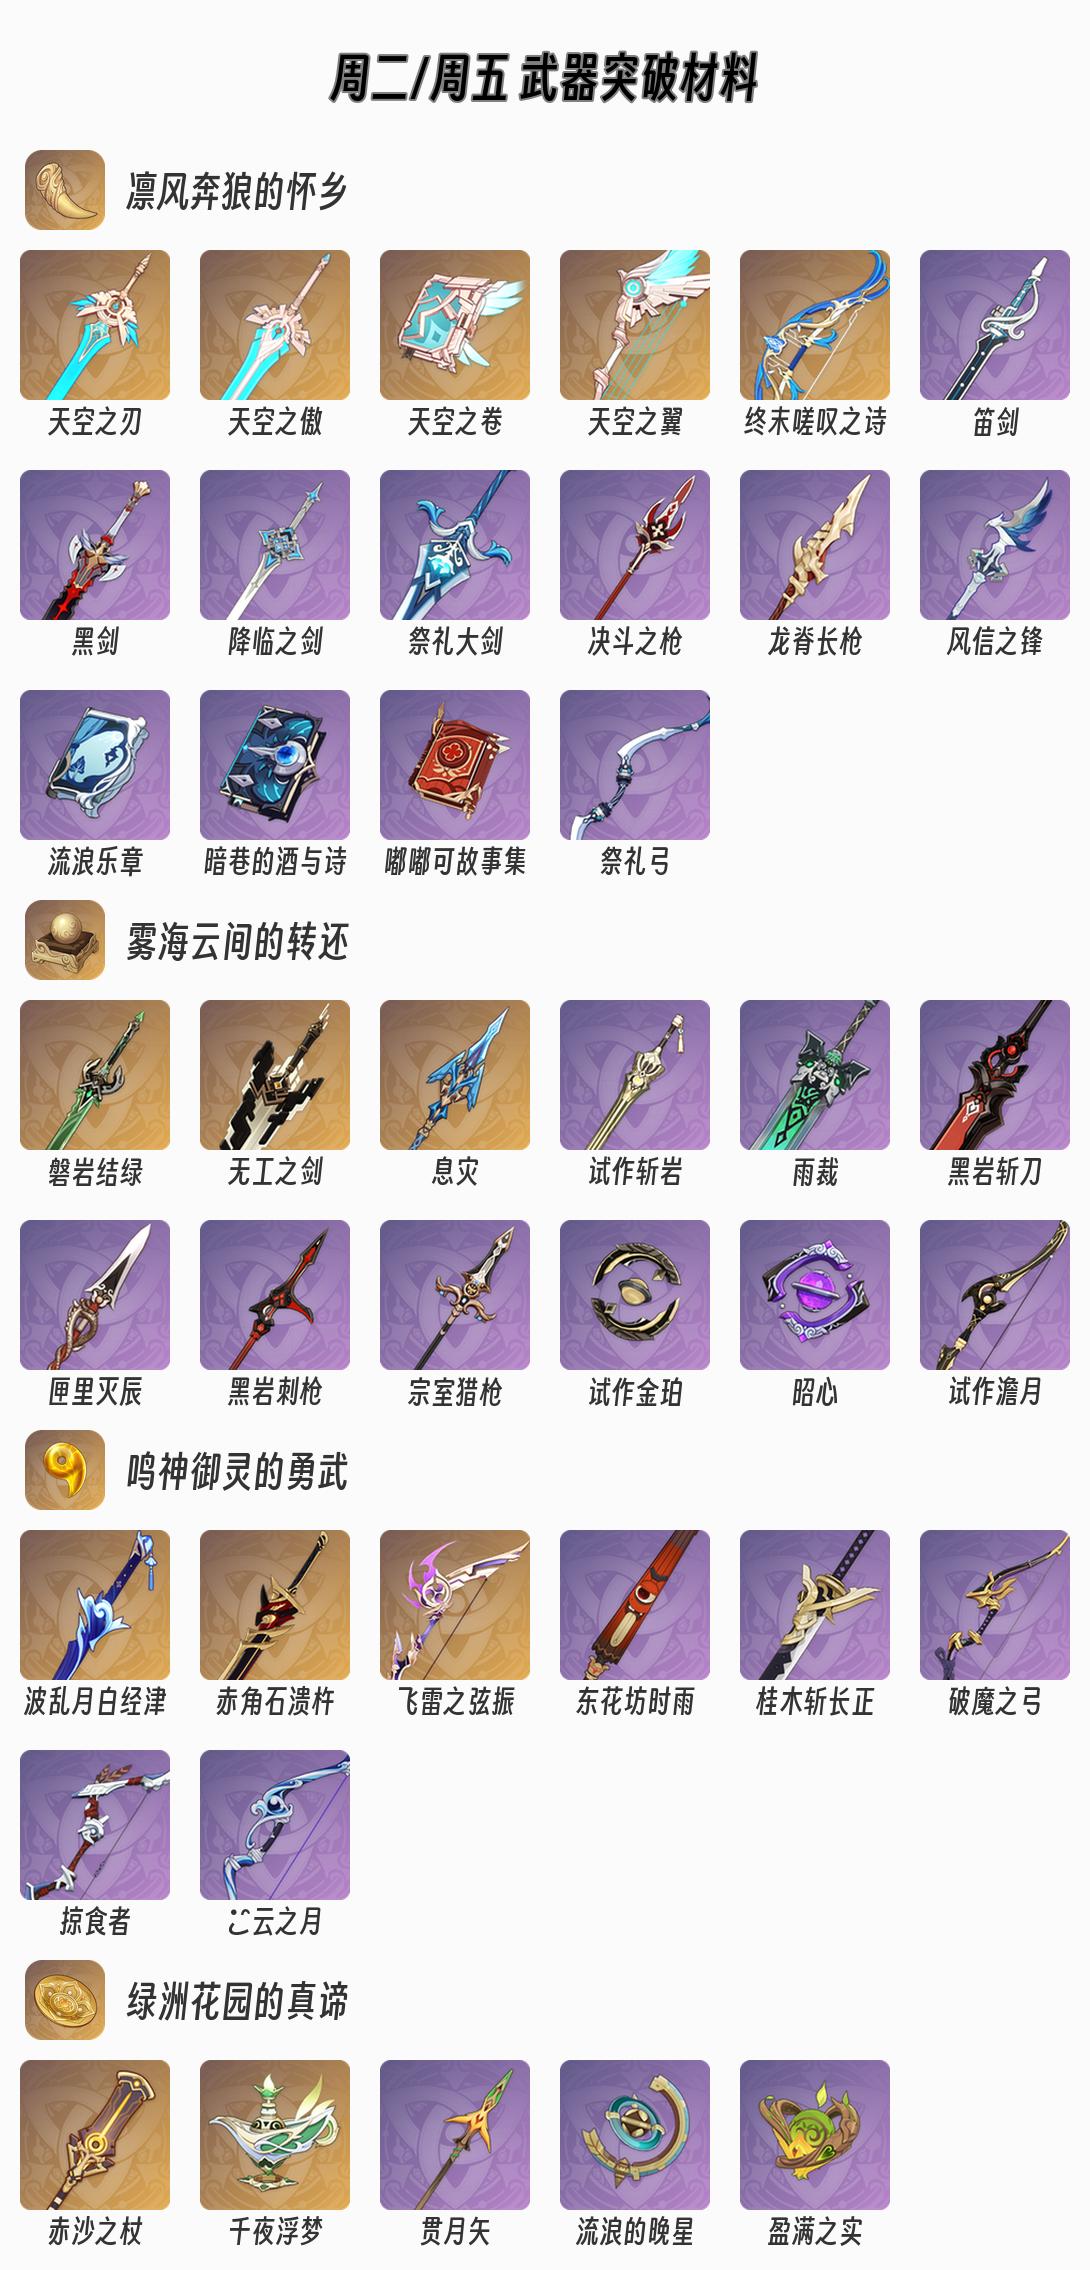 周二/周五 武器突破材料
凛风奔狼的怀乡
天空之刃 天空之傲 天空之卷 天空之翼 终末嗟叹之诗 笛剑
黑剑 降临之剑 祭礼大剑 决斗之枪 龙脊长枪 风信之锋
流浪乐章 暗巷的酒与诗 嘟嘟可故事集 祭礼弓
雾海云间的转还
磐岩结绿 无工之剑 息灾 试作斩岩 雨裁 黑岩斩刀
匣里灭辰 黑岩刺枪 宗室猎枪 试作金珀 昭心 试作澹月
鸣神御灵的勇武
波乱月白经津 赤角石溃杵 飞雷之弦振 东花坊时雨 桂木斩长正 破魔之弓
掠食者 云之月
绿洲花园的真谛
赤沙之杖 千夜浮梦 贯月矢 流浪的晚星 盈满之实